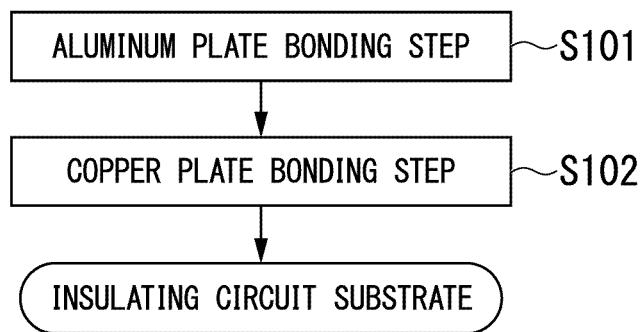 ALUMINUM PLATE BONDING STEP S101
COPPER PLATE BONDING STEP S102
INSULATING CIRCUIT SUBSTRATE